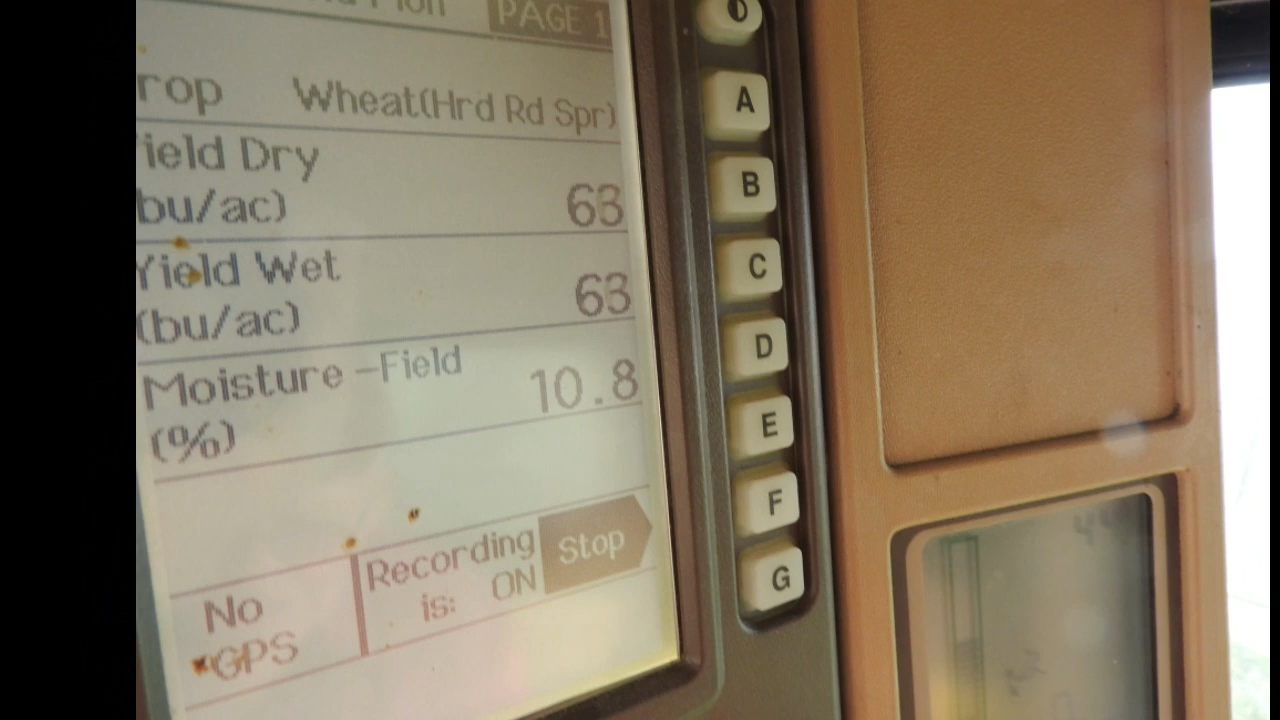 PAGE 1
rop Wheat(Hrd Rd Spr)
ield Dry
bu/ac) 63
Yield Wet
(bu/ac) 63
Moisture -Field
(%) 10.8
Recording
is: ON
Stop
No
GPS
A
B
C
D
E
F
G